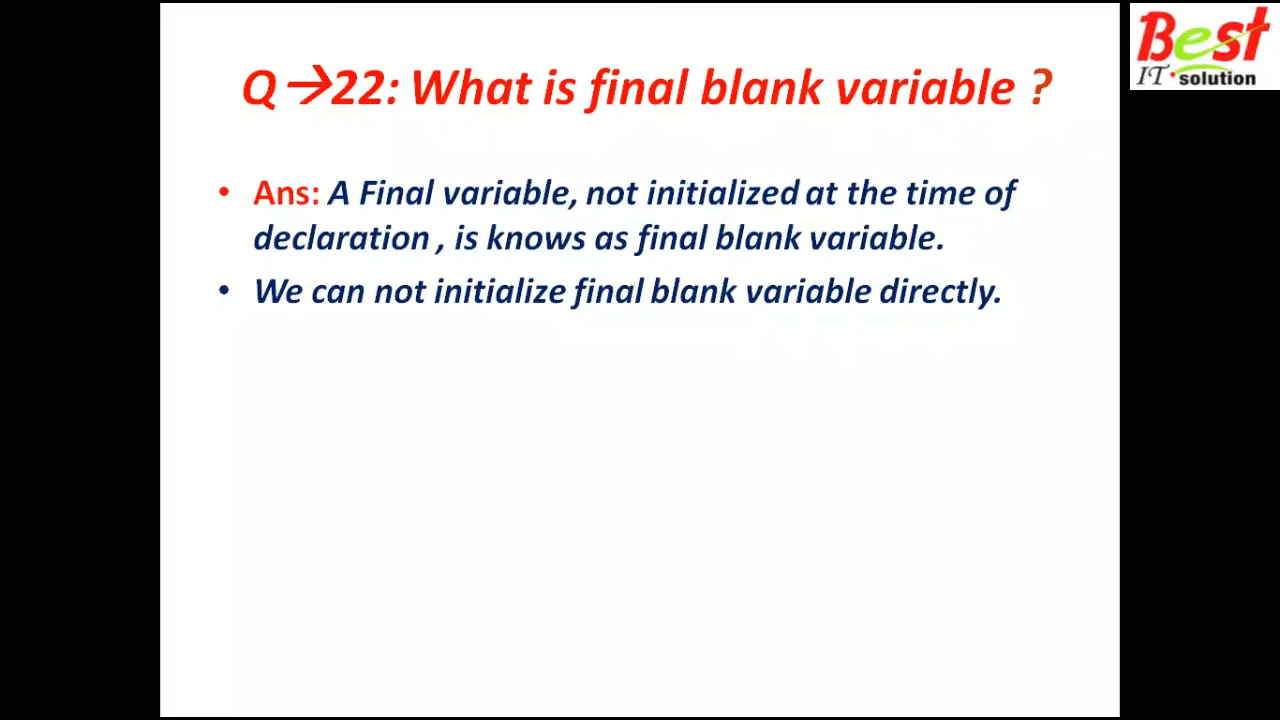 Best
IT solution
Q→22: What is final blank variable ?
• Ans: A Final variable, not initialized at the time of
declaration , is knows as final blank variable.
• We can not initialize final blank variable directly.